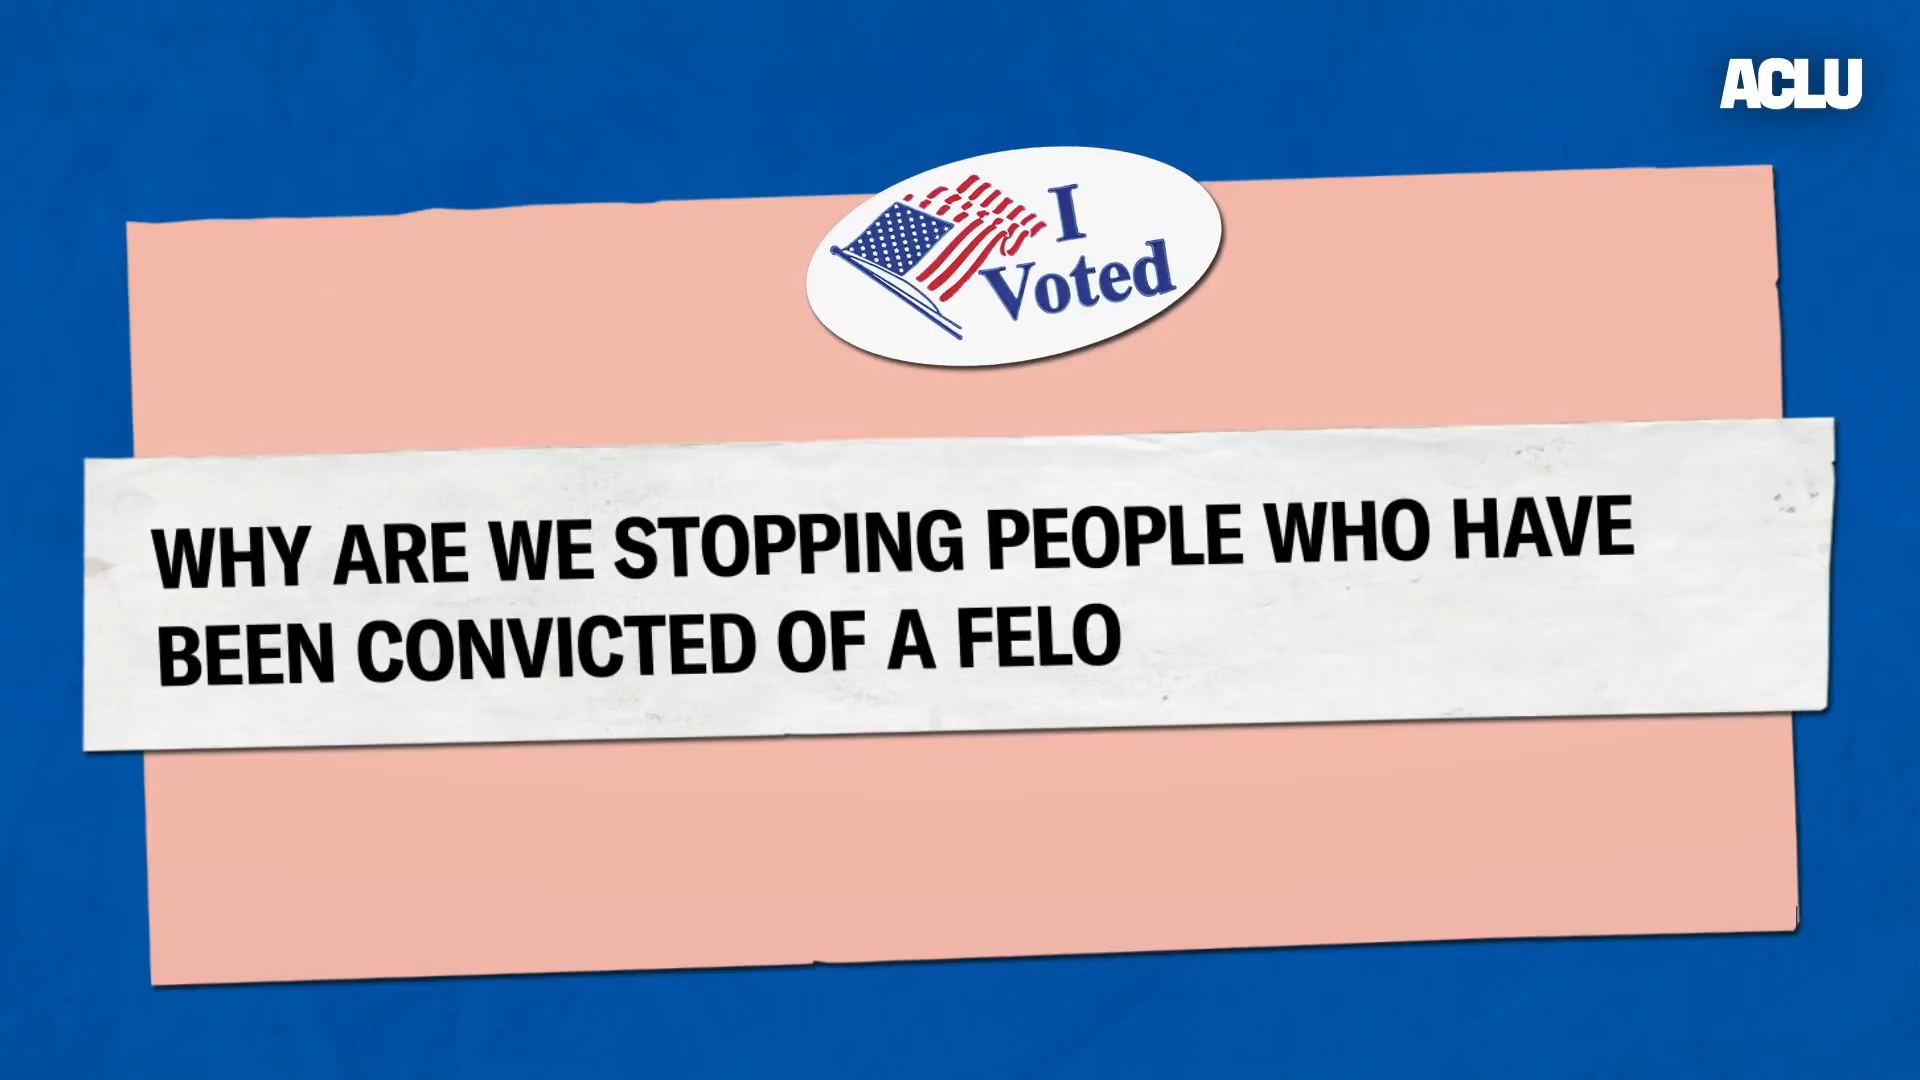 ACLU
I
Voted
WHY ARE WE STOPPING PEOPLE WHO HAVE
BEEN CONVICTED OF A FELO